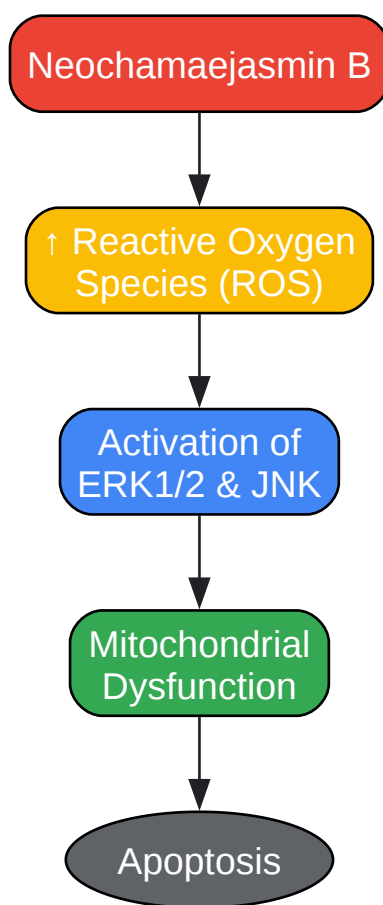 Neochamaejasmin B
↑ Reactive Oxygen
Species (ROS)
Activation of
ERK1/2 & JNK
Mitochondrial
Dysfunction
Apoptosis